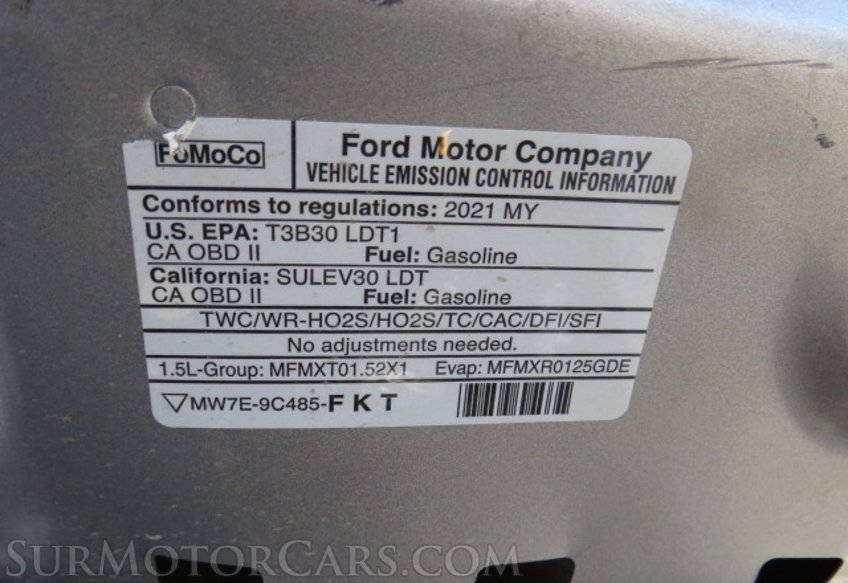 FoMoCo
Ford Motor Company
VEHICLE EMISSION CONTROL INFORMATION
Conforms to regulations: 2021 MY
U.S. EPA: T3B30 LDT1
CA OBD II Fuel: Gasoline
California: SULEV30 LDT
CA OBD II Fuel: Gasoline
TWC/WR-HO2S/HO2S/TC/CAC/DFI/SFI
No adjustments needed.
1.5L-Group: MFMXT01.52X1 Evap: MFMXR0125GDE
MW7E-9C485-F K T
SURMOTORCARS.COM